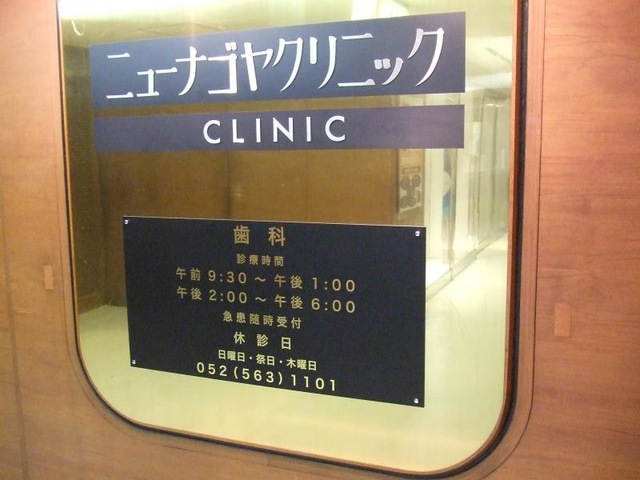 ニューナゴヤクリニック
CLINIC
歯科
診療時間
午前 9:30 ～ 午後 1:00
午後 2:00 ～ 午後 6:00
急患随時受付
休診日
日曜日・祭日・木曜日
052(563)1101